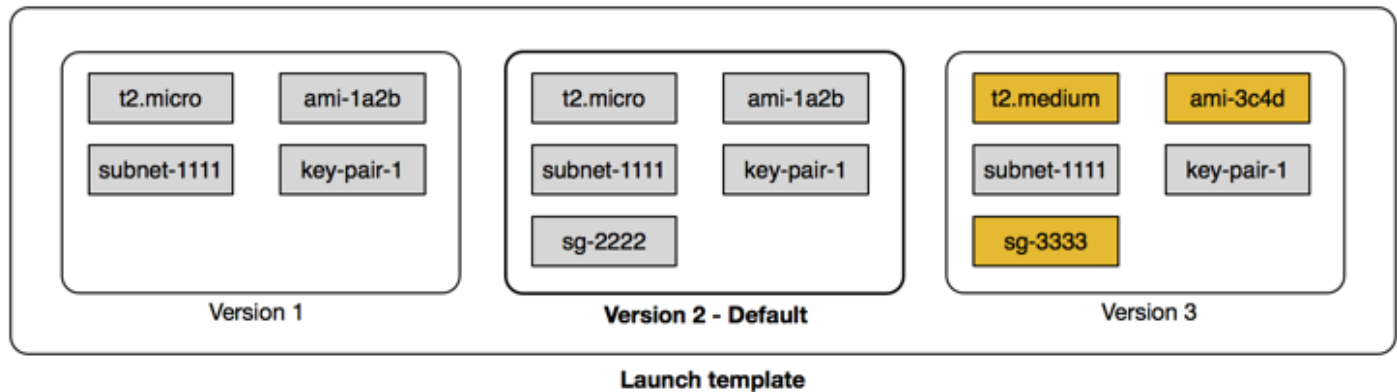 t2.micro ami-1a2b
subnet-1111 key-pair-1
Version 1
t2.micro ami-1a2b
subnet-1111 key-pair-1
sg-2222
Version 2 - Default
t2.medium ami-3c4d
subnet-1111 key-pair-1
sg-3333
Version 3
Launch template